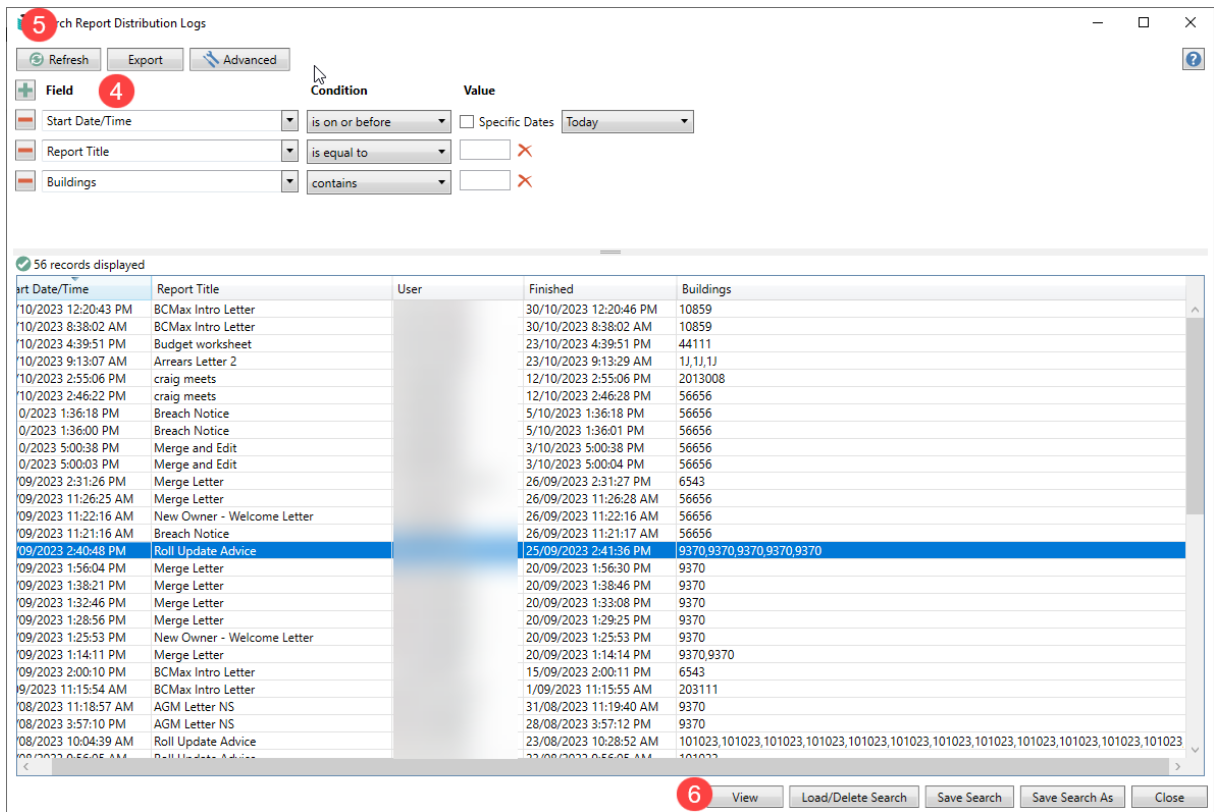 5 rch Report Distribution Logs
Refresh Export Advanced
Field 4 Condition Value
Start Date/Time is on or before Specific Dates Today
Report Title is equal to
Buildings contains
56 records displayed
art Date/Time Report Title User Finished Buildings
/10/2023 12:20:43 PM BCMax Intro Letter 30/10/2023 12:20:46 PM 10859
/10/2023 8:38:02 AM BCMax Intro Letter 30/10/2023 8:38:02 AM 10859
/10/2023 4:39:51 PM Budget worksheet 23/10/2023 4:39:51 PM 44111
/10/2023 9:13:07 AM Arrears Letter 2 23/10/2023 9:13:29 AM 1J,1J,1J
/10/2023 2:55:06 PM craig meets 12/10/2023 2:55:06 PM 2013008
/10/2023 2:46:22 PM craig meets 12/10/2023 2:46:28 PM 56656
0/2023 1:36:18 PM Breach Notice 5/10/2023 1:36:18 PM 56656
0/2023 1:36:00 PM Breach Notice 5/10/2023 1:36:01 PM 56656
0/2023 5:00:38 PM Merge and Edit 3/10/2023 5:00:38 PM 56656
0/2023 5:00:03 PM Merge and Edit 3/10/2023 5:00:04 PM 56656
/09/2023 2:31:26 PM Merge Letter 26/09/2023 2:31:27 PM 6543
/09/2023 11:26:25 AM Merge Letter 26/09/2023 11:26:28 AM 56656
/09/2023 11:22:16 AM New Owner - Welcome Letter 26/09/2023 11:22:16 AM 56656
/09/2023 11:21:16 AM Breach Notice 26/09/2023 11:21:17 AM 56656
/09/2023 2:40:48 PM Roll Update Advice 25/09/2023 2:41:36 PM 9370,9370,9370,9370,9370
/09/2023 1:56:04 PM Merge Letter 20/09/2023 1:56:30 PM 9370
/09/2023 1:38:21 PM Merge Letter 20/09/2023 1:38:46 PM 9370
/09/2023 1:32:46 PM Merge Letter 20/09/2023 1:33:08 PM 9370
/09/2023 1:28:56 PM Merge Letter 20/09/2023 1:29:25 PM 9370
/09/2023 1:25:53 PM New Owner - Welcome Letter 20/09/2023 1:25:53 PM 9370
/09/2023 1:14:11 PM Merge Letter 20/09/2023 1:14:14 PM 9370,9370
/09/2023 2:00:10 PM BCMax Intro Letter 15/09/2023 2:00:11 PM 6543
09/2023 11:15:54 AM BCMax Intro Letter 1/09/2023 11:15:55 AM 203111
/08/2023 11:18:57 AM AGM Letter NS 31/08/2023 11:19:40 AM 9370
/08/2023 3:57:10 PM AGM Letter NS 28/08/2023 3:57:12 PM 9370
/08/2023 10:04:39 AM Roll Update Advice 23/08/2023 10:28:52 AM 101023,101023,101023,101023,101023,101023,101023,101023,101023,101023,101023,101023
6 View Load/Delete Search Save Search Save Search As Close